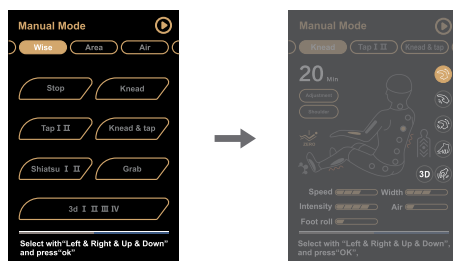 Manual Mode
Wise Area Air
Stop Knead
Tap I II Knead & tap
Shiatsu I II Grab
3d I II III IV
Select with“Left & Right & Up & Down”
and press“ok”
Manual Mode
Knead Tap I II Knead & tap
20 Min
Adjustment
Shoulder
3D
Speed Width
Intensity Air
Foot roll
Select with“Left & Right & Up & Down”,
and press“OK”,